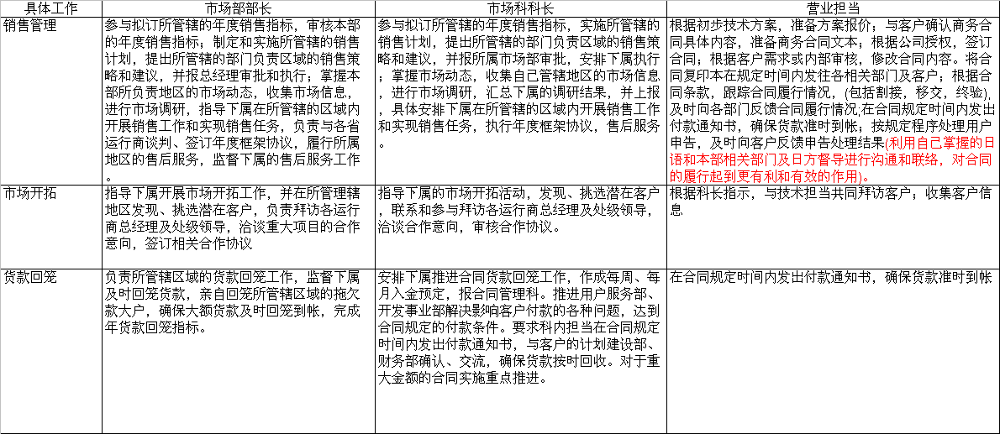 具体工作
市场部部长
市场科科长
营业担当
销售管理
参与拟订所管辖的年度销售指标，审核本部
的年度销售指标；制定和实施所管辖的销售
计划，提出所管辖的部门负责区域的销售策
略和建议，并报总经理审批和执行；掌握本
部所负责地区的市场动态，收集市场信息，
进行市场调研，指导下属在所管辖的区域内
开展销售工作和实现销售任务，负责与各省
运行商谈判、签订年度框架协议，履行所属
地区的售后服务，监督下属的售后服务工作
。
参与拟订所管辖的年度销售指标，实施所管辖的
销售计划，提出所管辖的部门负责区域的销售策
略和建议，并报所属市场部审批，安排下属执行
；掌握市场动态，收集自己管辖地区的市场信息
，进行市场调研，汇总下属的调研结果，并上报
，具体安排下属在所管辖的区域内开展销售工作
和实现销售任务，执行年度框架协议，售后服务
。
根据初步技术方案，准备方案报价；与客户确认商务合
同具体内容，准备商务合同文本；根据公司授权，签订
合同；根据客户需求或内部审核，修改合同内容。将合
同复印本在规定时间内发往各相关部门及客户；根据合
同条款，跟踪合同履行情况，(包括割接，移交，终验)，
及时向各部门反馈合同履行情况;在合同规定时间内发出
付款通知书，确保货款准时到帐；按规定程序处理用户
申告，及时向客户反馈申告处理结果(利用自己掌握的日
语和本部相关部门及日方督导进行沟通和联络，对合同
的履行起到更有利和有效的作用)。
市场开拓
指导下属开展市场开拓工作，并在所管理辖
地区发现、挑选潜在客户，负责拜访各运行
商总经理及处级领导，洽谈重大项目的合作
意向，签订相关合作协议
指导下属的市场开拓活动，发现、挑选潜在客户
，联系和参与拜访各运行商总经理及处级领导，
洽谈合作意向，审核合作协议。
根据科长指示，与技术担当共同拜访客户；收集客户信
息
货款回笼
负责所管辖区域的货款回笼工作，监督下属
及时回笼货款，亲自回笼所管辖区域的拖欠
款大户，确保大额货款及时回笼到帐，完成
年货款回笼指标。
安排下属推进合同货款回笼工作，作成每周、每
月入金预定，报合同管理科。推进用户服务部、
开发事业部解决影响客户付款的各种问题，达到
合同规定的付款条件。要求科内担当在合同规定
时间内发出付款通知书，与客户的计划建设部、
财务部确认、交流，确保货款按时回收。对于重
大金额的合同实施重点推进。
在合同规定时间内发出付款通知书，确保货款准时到帐